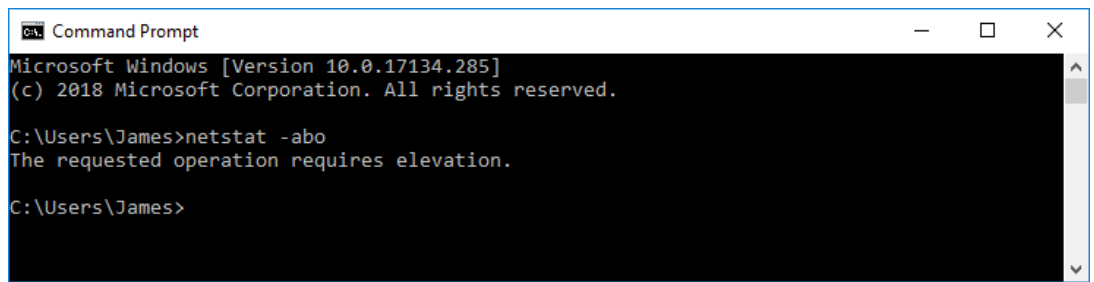 Command Prompt
Microsoft Windows [Version 10.0.17134.285]
(c) 2018 Microsoft Corporation. All rights reserved.
C:\Users\James>netstat -abo
The requested operation requires elevation.
C:\Users\James>